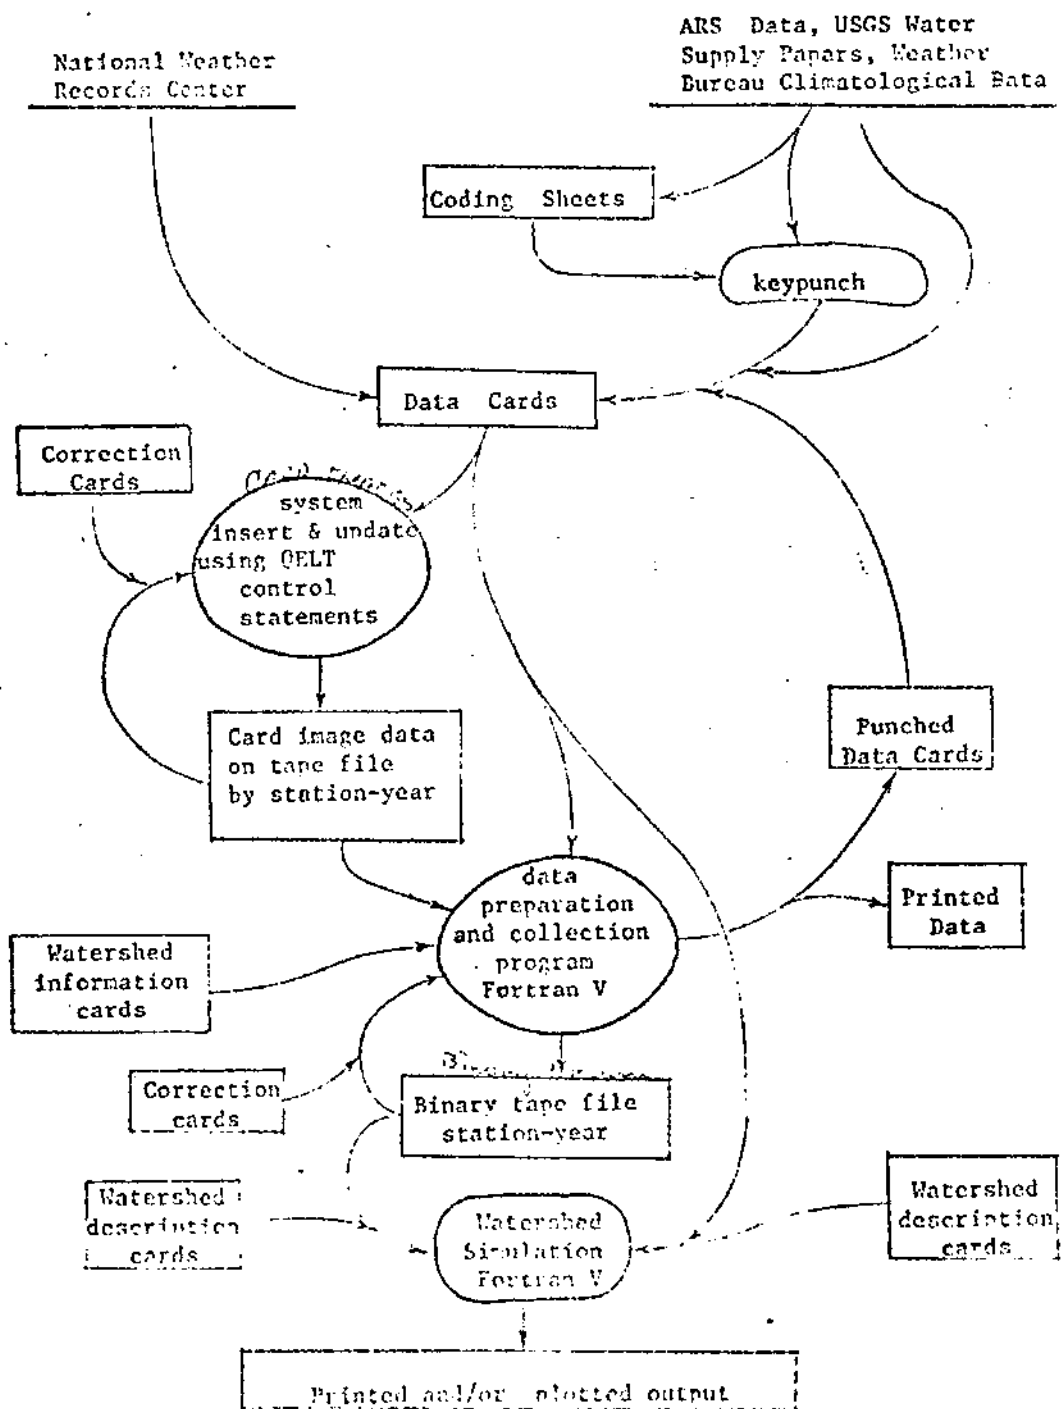 National Weather
Records Center
ARS Data, USGS Water
Supply Papers, Weather
Bureau Climatological Data
Coding Sheets
keypunch
Data Cards
Correction
Cards
system
insert & undate
using QELT
control
statements
Card image data
on tape file
by station-year
Punched
Data Cards
data
preparation
and collection
program
Fortran V
Printed
Data
Watershed
information
cards
Correction
cards
Binary tape file
station-year
Watershed
description
cards
Watershed
Simulation
Fortran V
Watershed
description
cards
Printed and/or plotted output